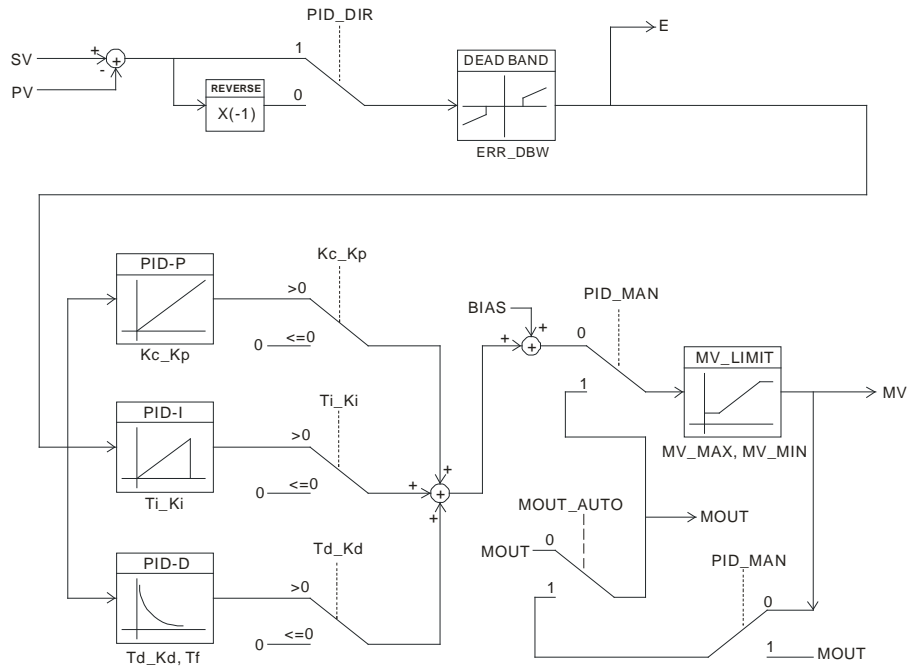 PID_DIR
E
SV
+
-
PV
1
0
REVERSE
X(-1)
DEAD BAND
ERR_DBW
PID-P
Kc_Kp
Kc_Kp
>0
0
<=0
PID-I
Ti_Ki
Ti_Ki
>0
0
<=0
PID-D
Td_Kd, Tf
Td_Kd
>0
0
<=0
+
+
+
+
BIAS
+
+
+
PID_MAN
0
1
MV_LIMIT
MV_MAX, MV_MIN
MV
MOUT_AUTO
MOUT
0
1
MOUT
PID_MAN
0
1
MOUT